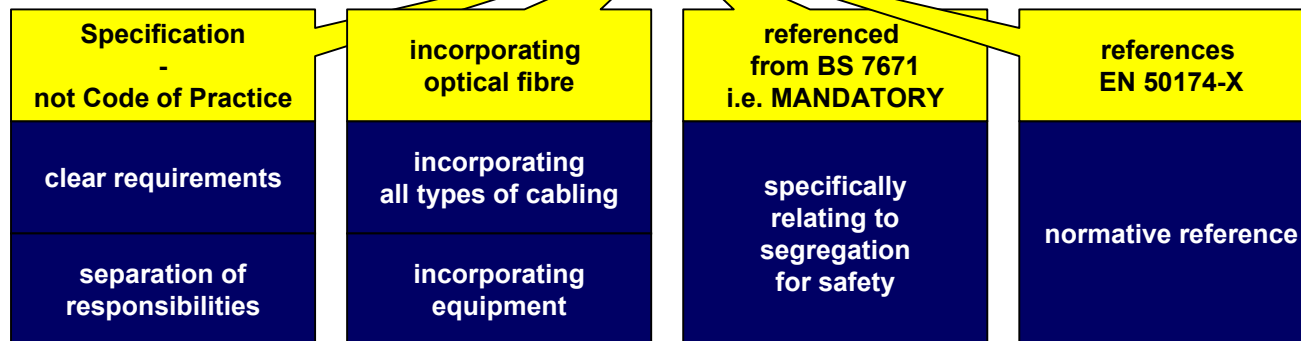 Specification
-
not Code of Practice
clear requirements
separation of
responsibilities
incorporating
optical fibre
incorporating
all types of cabling
incorporating
equipment
referenced
from BS 7671
i.e. MANDATORY
specifically
relating to
segregation
for safety
references
EN 50174-X
normative reference